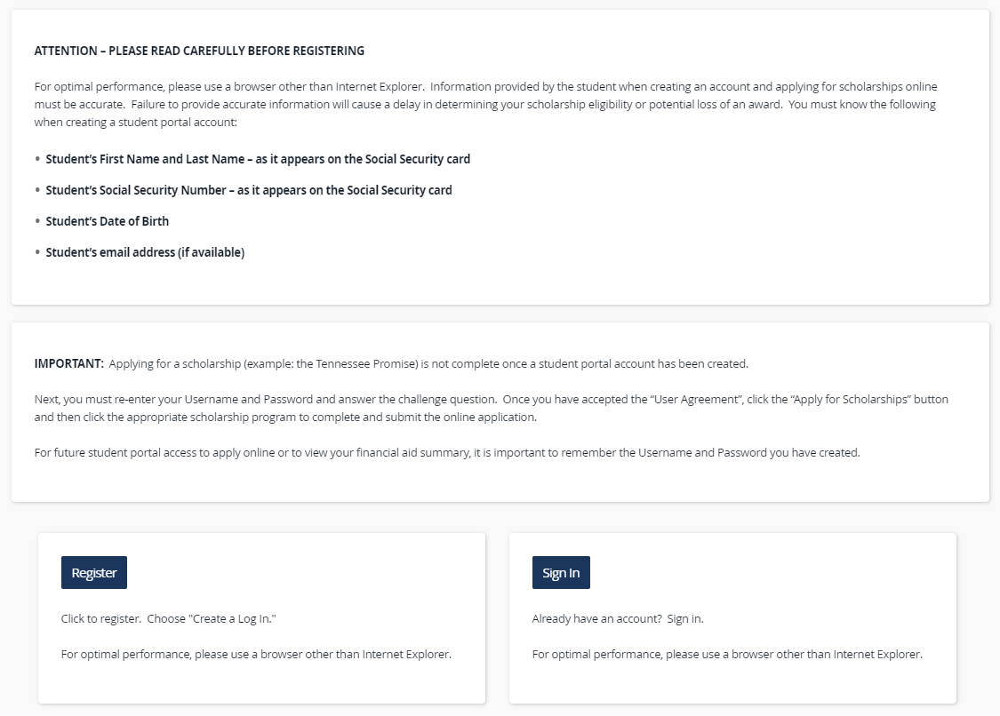 ATTENTION – PLEASE READ CAREFULLY BEFORE REGISTERING
For optimal performance, please use a browser other than Internet Explorer.  Information provided by the student when creating an account and applying for scholarships online
must be accurate.  Failure to provide accurate information will cause a delay in determining your scholarship eligibility or potential loss of an award.  You must know the following
when creating a student portal account:
• Student’s First Name and Last Name – as it appears on the Social Security card
• Student’s Social Security Number – as it appears on the Social Security card
• Student’s Date of Birth
• Student’s email address (if available)
IMPORTANT:  Applying for a scholarship (example: the Tennessee Promise) is not complete once a student portal account has been created.
Next, you must re-enter your Username and Password and answer the challenge question.  Once you have accepted the “User Agreement”, click the “Apply for Scholarships” button
and then click the appropriate scholarship program to complete and submit the online application.
For future student portal access to apply online or to view your financial aid summary, it is important to remember the Username and Password you have created.
Register
Click to register.  Choose "Create a Log In."
For optimal performance, please use a browser other than Internet Explorer.
Sign In
Already have an account?  Sign in.
For optimal performance, please use a browser other than Internet Explorer.